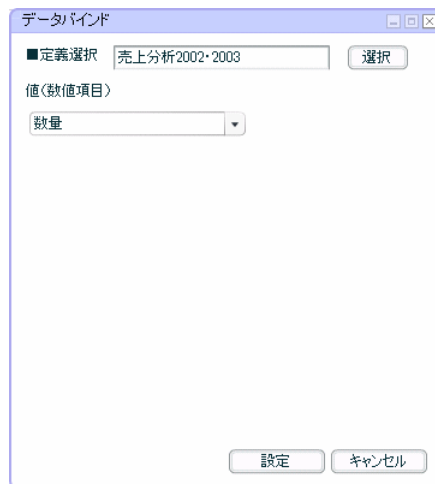 データバインド
■定義選択 売上分析2002・2003 選択
値(数値項目)
数量
設定 キャンセル